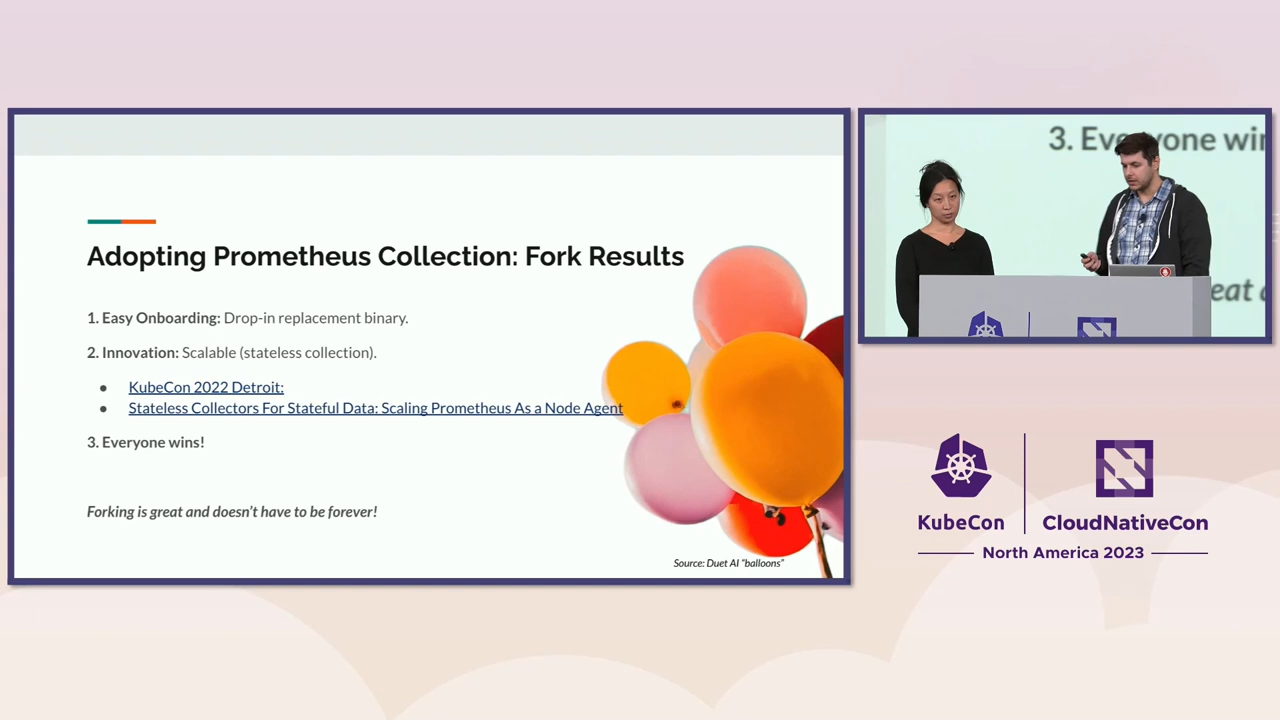 Adopting Prometheus Collection: Fork Results
1. Easy Onboarding: Drop-in replacement binary.
2. Innovation: Scalable (stateless collection).
● KubeCon 2022 Detroit:
● Stateless Collectors For Stateful Data: Scaling Prometheus As a Node Agent
3. Everyone wins!
Forking is great and doesn't have to be forever!
Source: Duet AI "balloons"
3. Everyone win
eat
KubeCon
CloudNativeCon
North America 2023